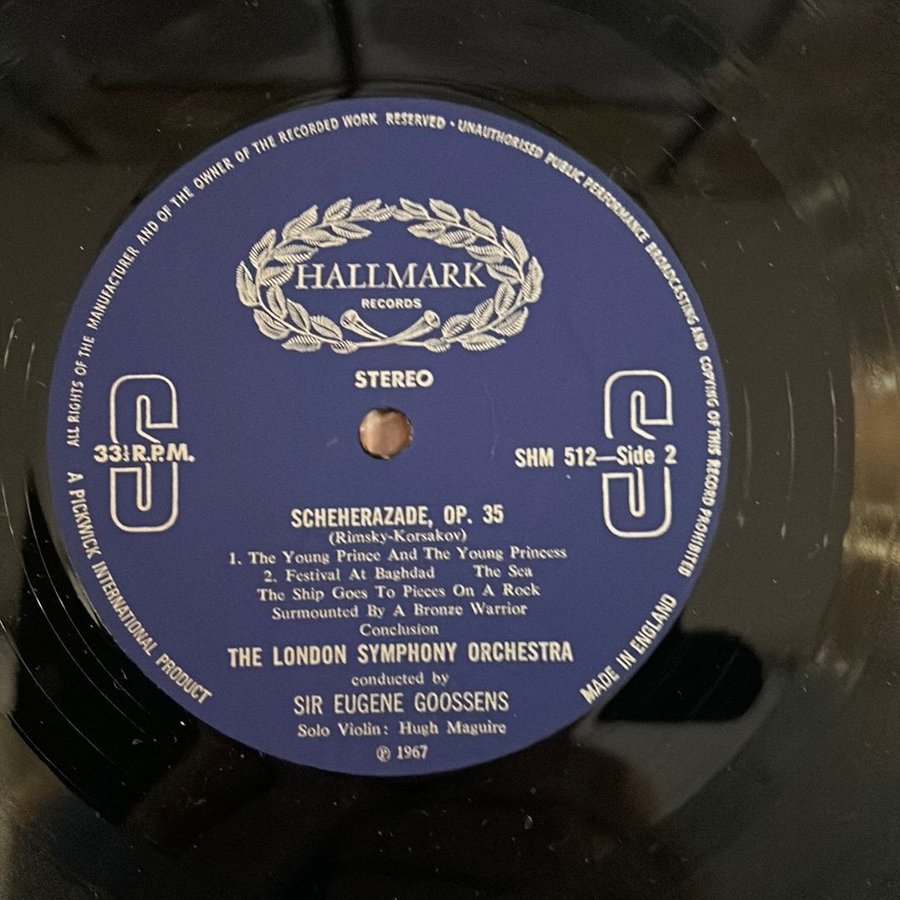 ALL RIGHTS OF THE MANUFACTURER AND OF THE OWNER OF THE RECORDED WORK RESERVED · UNAUTHORISED PUBLIC PERFORMANCE BROADCASTING AND COPYING OF THIS RECORD PROHIBITED
HALLMARK
RECORDS
STEREO
S S
33⅓ R.P.M. SHM 512—Side 2
SCHEHERAZADE, OP. 35
(Rimsky-Korsakov)
1. The Young Prince And The Young Princess
2. Festival At Baghdad The Sea
The Ship Goes To Pieces On A Rock
Surmounted By A Bronze Warrior
Conclusion
THE LONDON SYMPHONY ORCHESTRA
conducted by
SIR EUGENE GOOSSENS
Solo Violin: Hugh Maguire
℗ 1967
A PICKWICK INTERNATIONAL PRODUCT
MADE IN ENGLAND